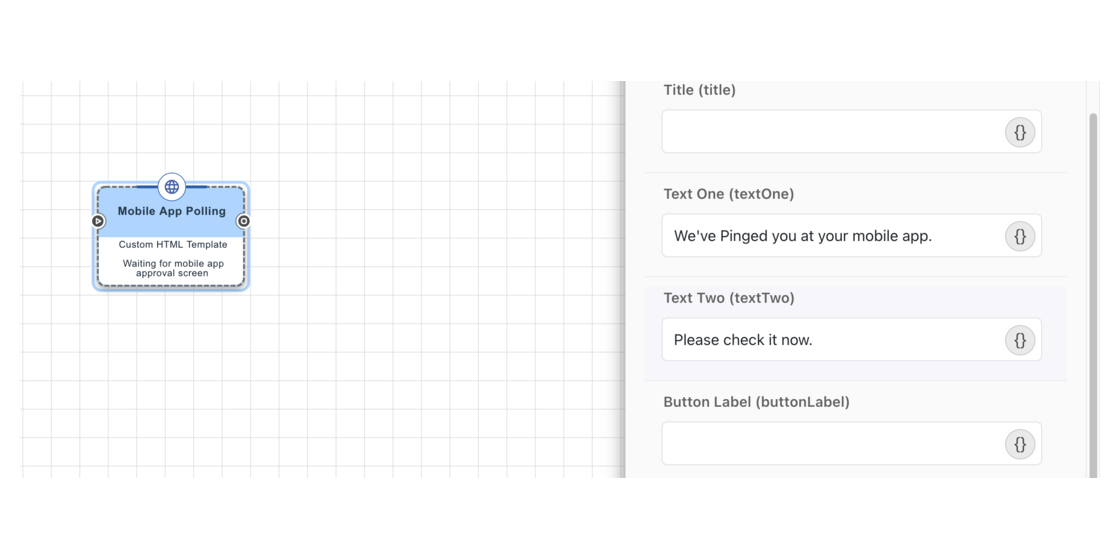 Mobile App Polling
Custom HTML Template
Waiting for mobile app
approval screen
Title (title)
{}
Text One (textOne)
We've Pinged you at your mobile app.
{}
Text Two (textTwo)
Please check it now.
{}
Button Label (buttonLabel)
{}